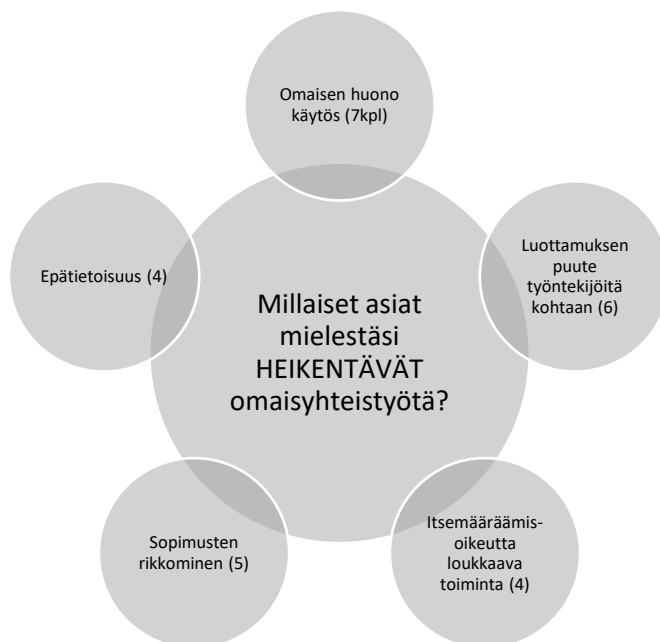 Omaisen huono
käytös (7kpl)
Luottamuksen
puute
työntekijöitä
kohtaan (6)
Itsemääräämis-
oikeutta
loukkaava
toiminta (4)
Sopimusten
rikkominen (5)
Epätietoisuus (4)
Millaiset asiat
mielestäsi
HEIKENTÄVÄT
omaisyhteistyötä?